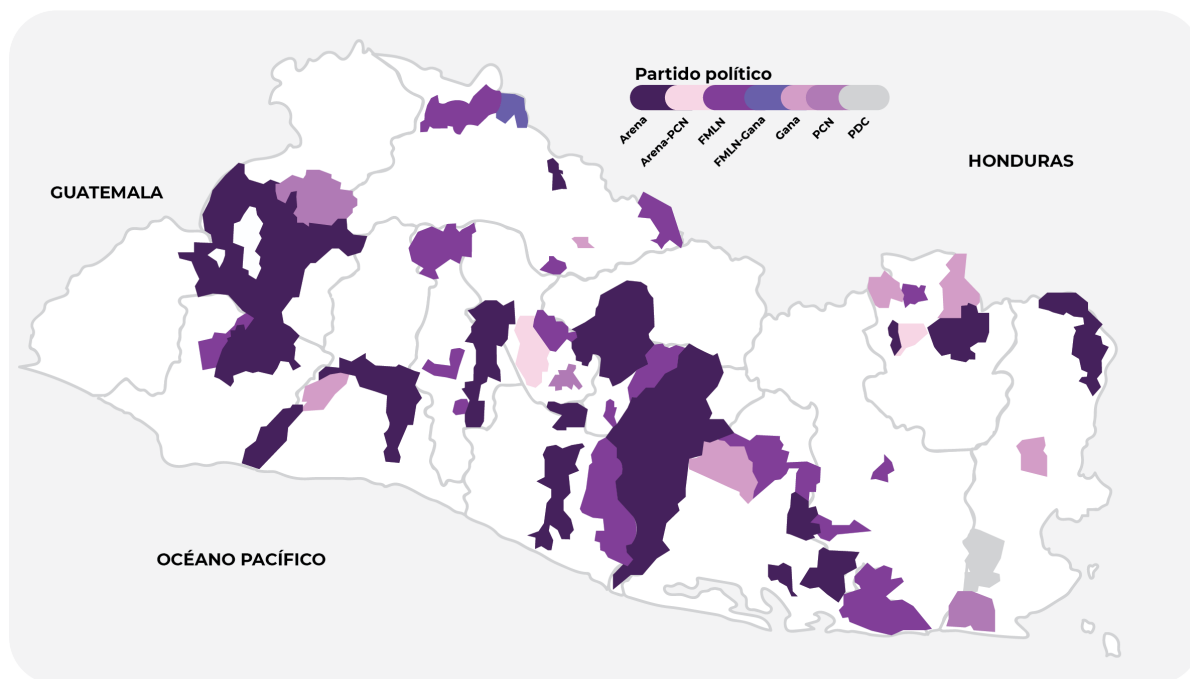 Partido político
Arena
Arena-PCN
FMLN
FMLN-Gana
Gana
PCN
PDC
HONDURAS
GUATEMALA
OCÉANO PACÍFICO